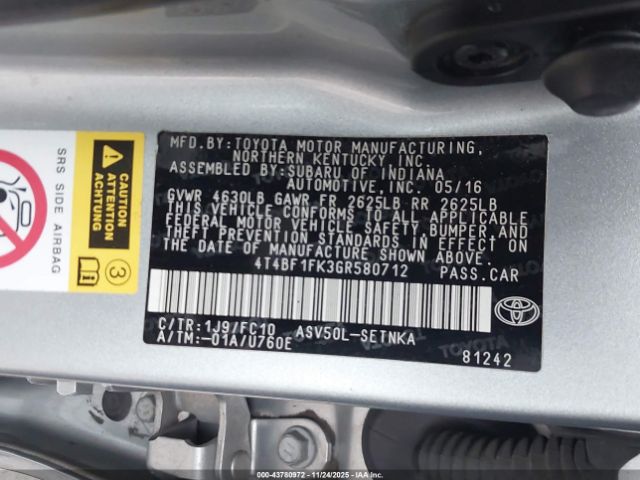 MFD.BY:TOYOTA MOTOR MANUFACTURING,
NORTHERN KENTUCKY, INC.
ASSEMBLED BY:SUBARU OF INDIANA
AUTOMOTIVE,INC. 05/16
GVWR 4630LB GAWR FR 2625LB RR 2625LB
THIS VEHICLE CONFORMS TO ALL APPLICABLE
FEDERAL MOTOR VEHICLE SAFETY,BUMPER,AND
THEFT PREVENTION STANDARDS IN EFFECT ON
THE DATE OF MANUFACTURE SHOWN ABOVE.
4T4BF1FK3GR580712 PASS.CAR
C/TR:1J9/FC10 ASV50L-SETNKA
A/TM:-01A/U760E
81242
TOYOTA
SRS SIDE AIRBAG
CAUTION
3
000-43780972 - 11/24/2025 - IAAI Inc.